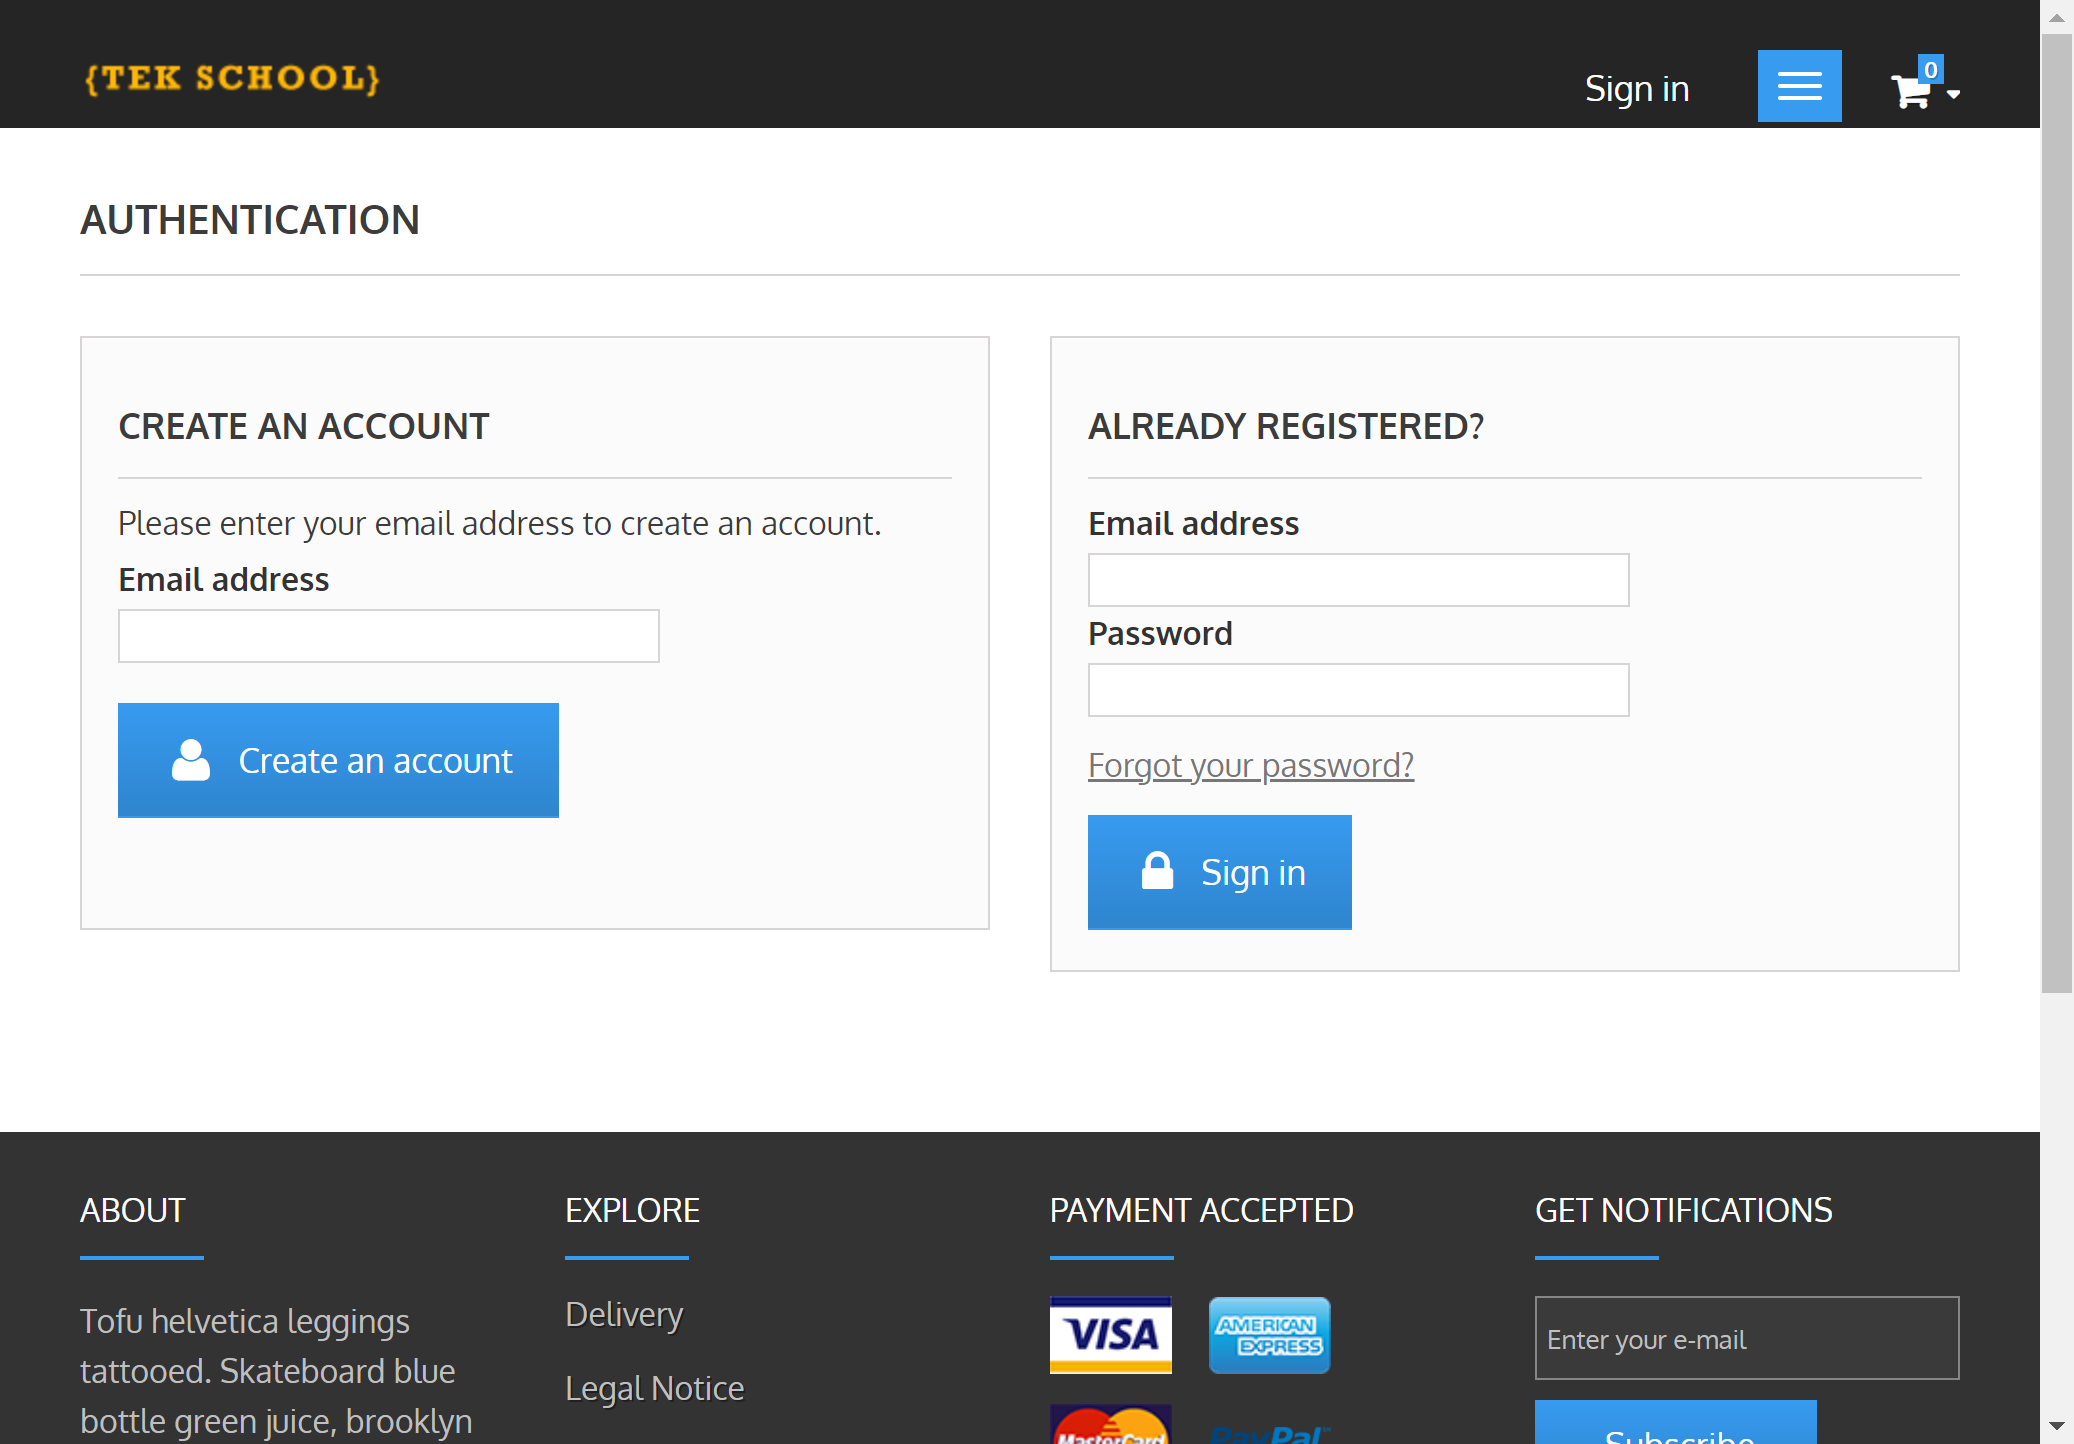 {TEK SCHOOL}
Sign in
0
AUTHENTICATION
CREATE AN ACCOUNT
Please enter your email address to create an account.
Email address
Create an account
ALREADY REGISTERED?
Email address
Password
Forgot your password?
Sign in
ABOUT
Tofu helvetica leggings
tattooed. Skateboard blue
bottle green juice, brooklyn
EXPLORE
Delivery
Legal Notice
PAYMENT ACCEPTED
VISA
AMERICAN
EXPRESS
MasterCard
PayPal
GET NOTIFICATIONS
Enter your e-mail
Subscribe